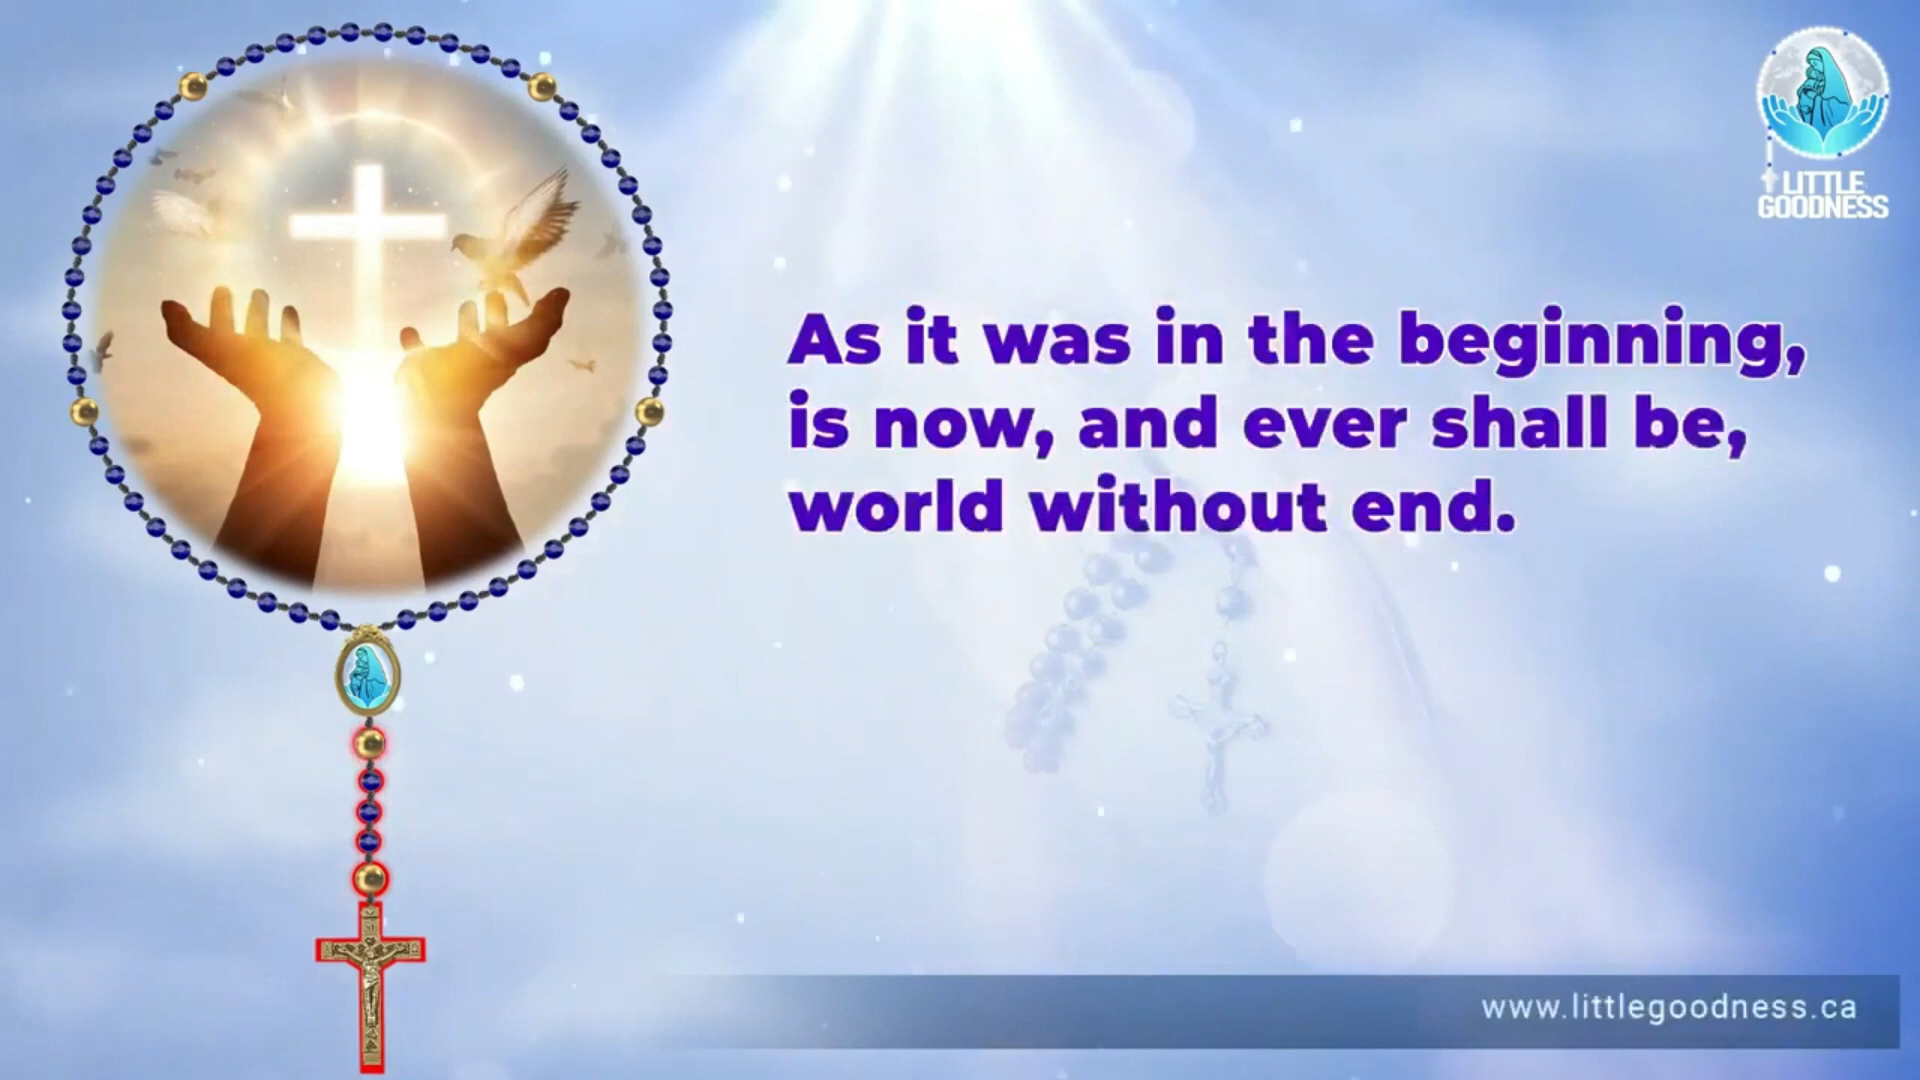 LITTLE
GOODNESS
As it was in the beginning,
is now, and ever shall be,
world without end.
www.littlegoodness.ca